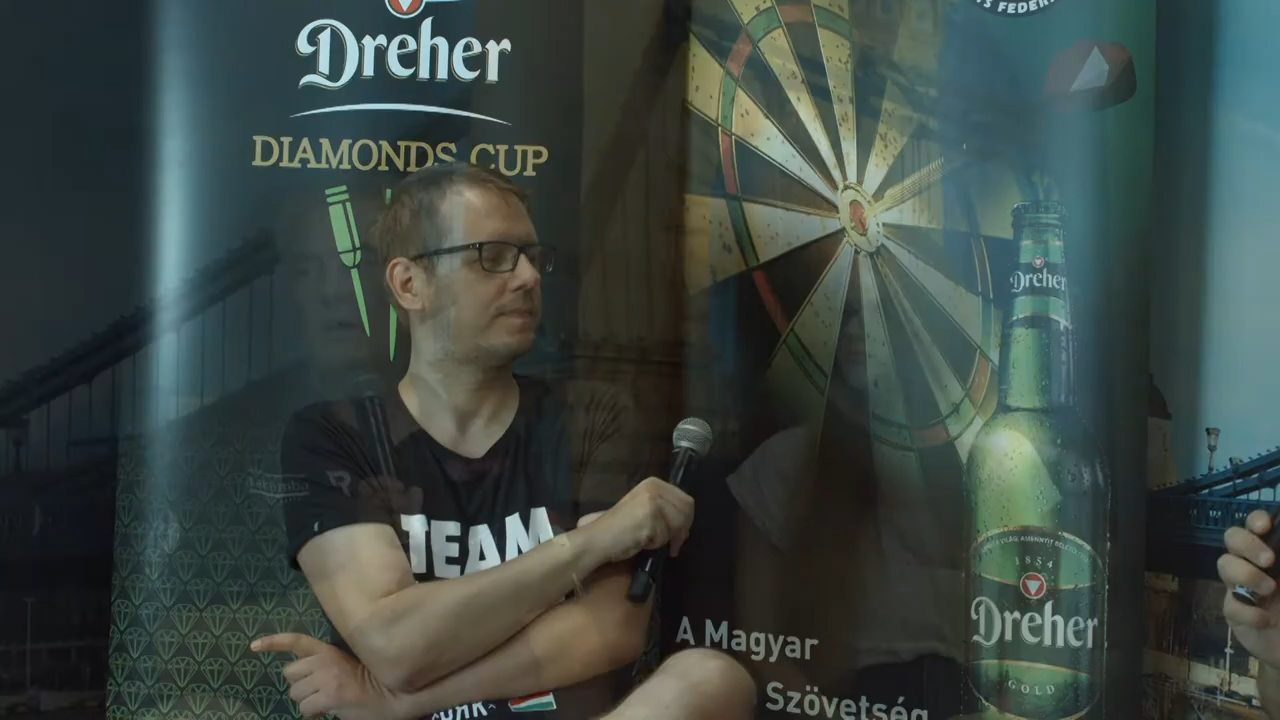 Dreher
DIAMONDS CUP
TEAM
Dreher
1854
Dreher
GOLD
A Magyar
Szövetség